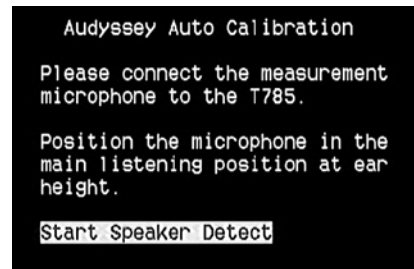 Audyssey Auto Calibration
Please connect the measurement
microphone to the T785.
Position the microphone in the
main listening position at ear
height.
Start Speaker Detect